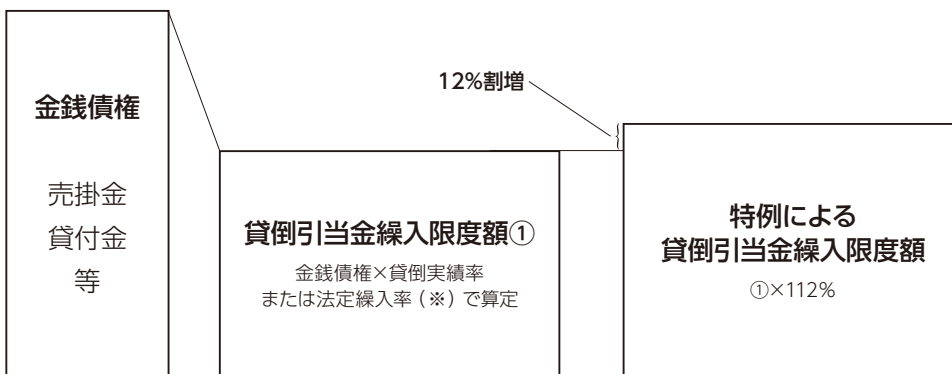 金銭債権
売掛金
貸付金
等
12%割増
貸倒引当金繰入限度額①
金銭債権×貸倒実績率
または法定繰入率（※）で算定
特例による
貸倒引当金繰入限度額
①×112%